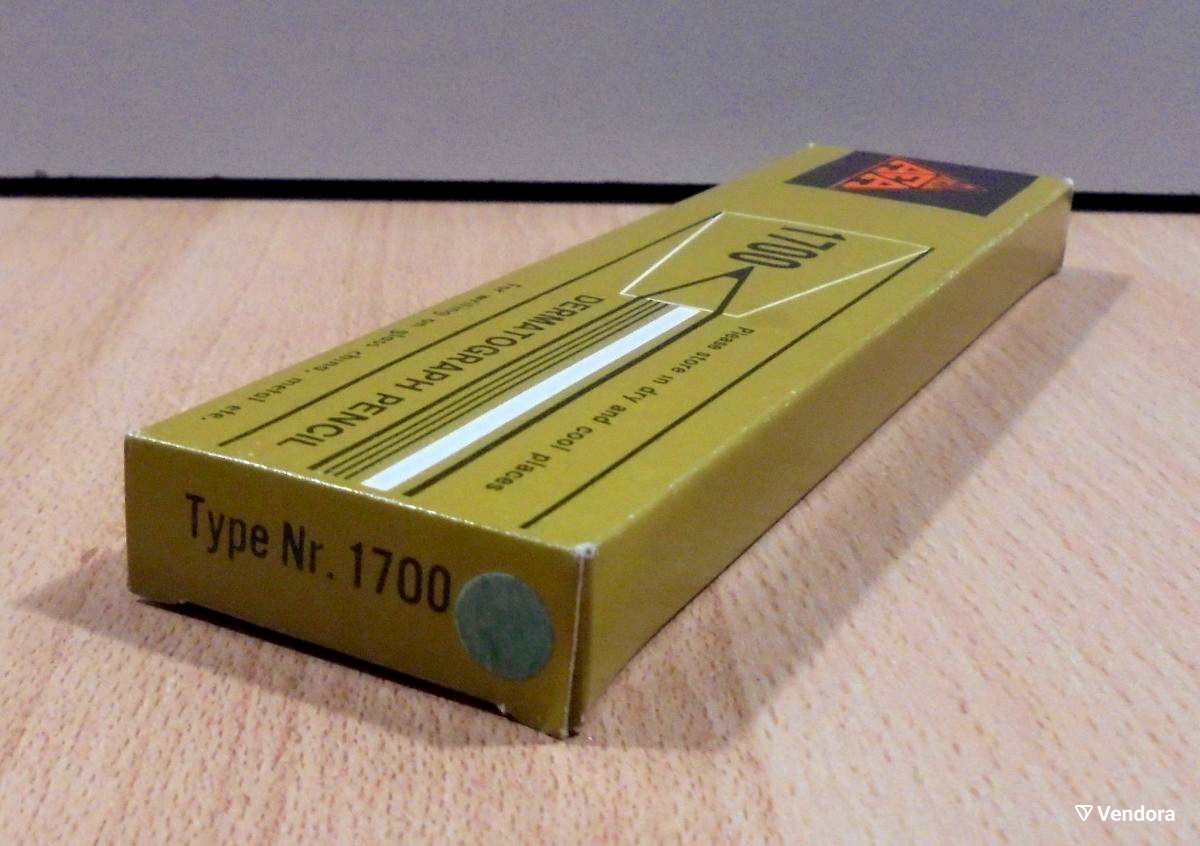 1700
for writing on glass, china, metal etc.
DERMATOGRAPH PENCIL
Please store in dry and cool places
Type Nr. 1700
Vendora